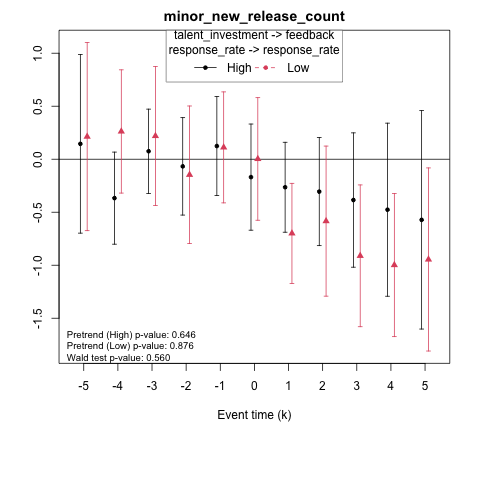 minor_new_release_count
talent_investment -> feedback
response_rate -> response_rate
High Low
1.0
0.5
0.0
-0.5
-1.0
-1.5
Pretrend (High) p-value: 0.646
Pretrend (Low) p-value: 0.876
Wald test p-value: 0.560
-5 -4 -3 -2 -1 0 1 2 3 4 5
Event time (k)